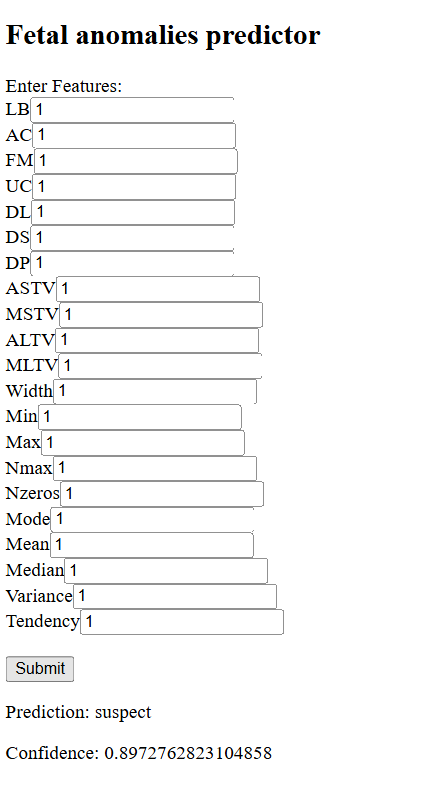 Fetal anomalies predictor
Enter Features:
LB 1
AC 1
FM 1
UC 1
DL 1
DS 1
DP 1
ASTV 1
MSTV 1
ALTV 1
MLTV 1
Width 1
Min 1
Max 1
Nmax 1
Nzeros 1
Mode 1
Mean 1
Median 1
Variance 1
Tendency 1
Submit
Prediction: suspect
Confidence: 0.8972762823104858